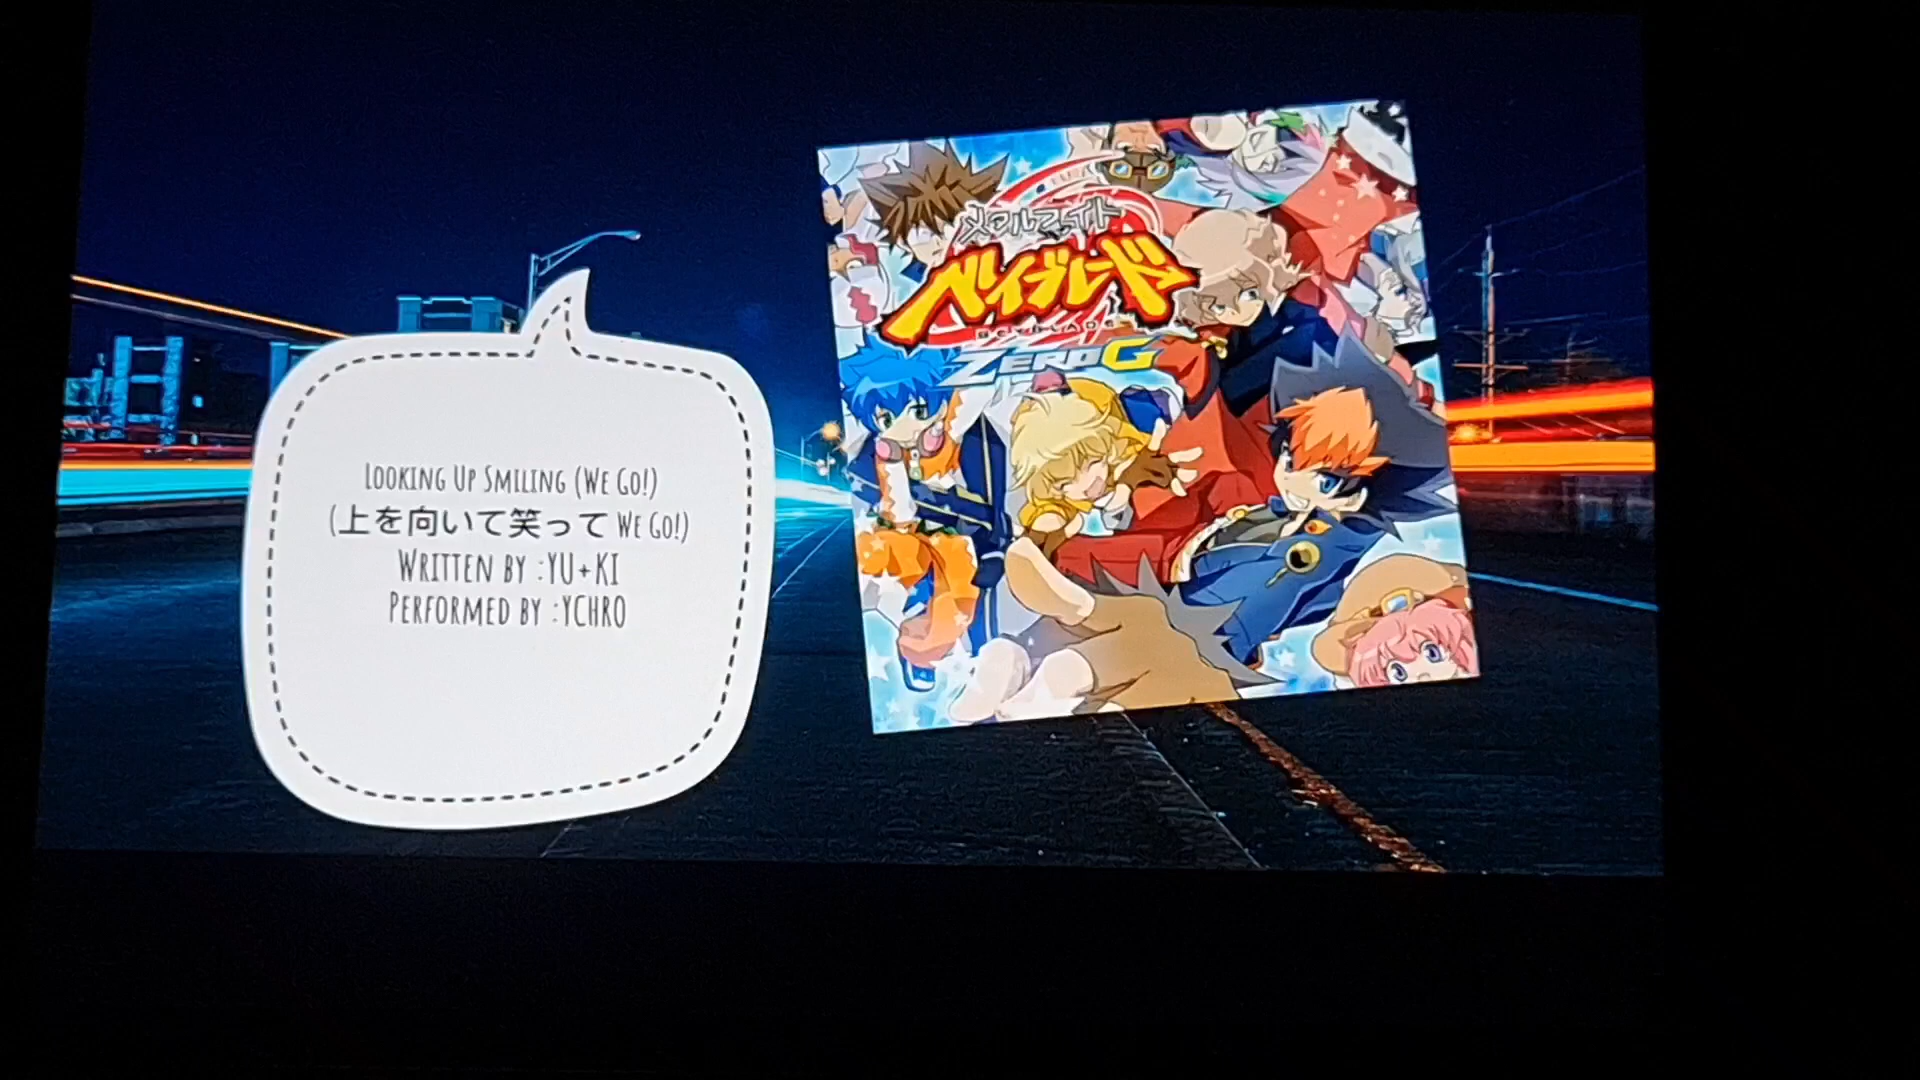 Looking Up Smiling (We Go!)
(上を向いて笑って We Go!)
Written by :YU+KI
Performed by :YCHRO
メタルファイト
ベイブレード
BEYBLADE
ZEROG